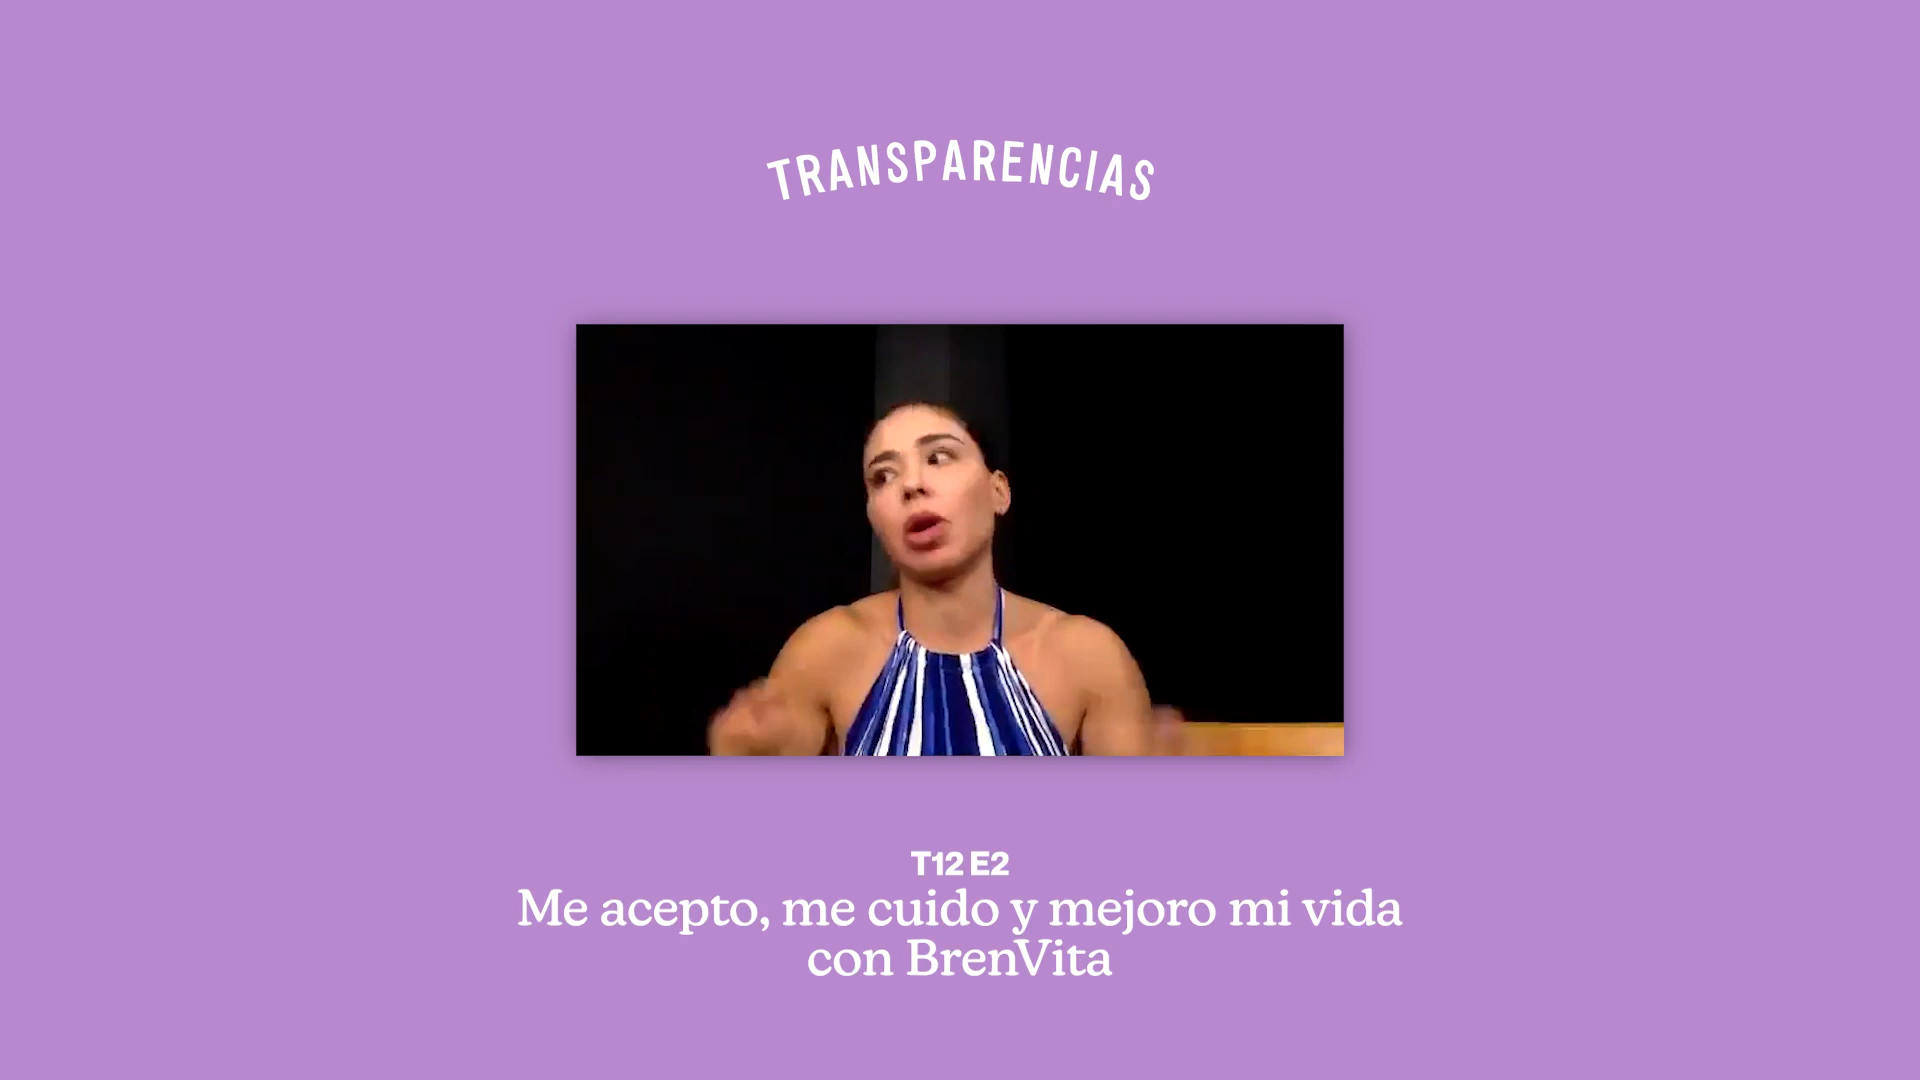 TRANSPARENCIAS
T12 E2
Me acepto, me cuido y mejoro mi vida
con BrenVita